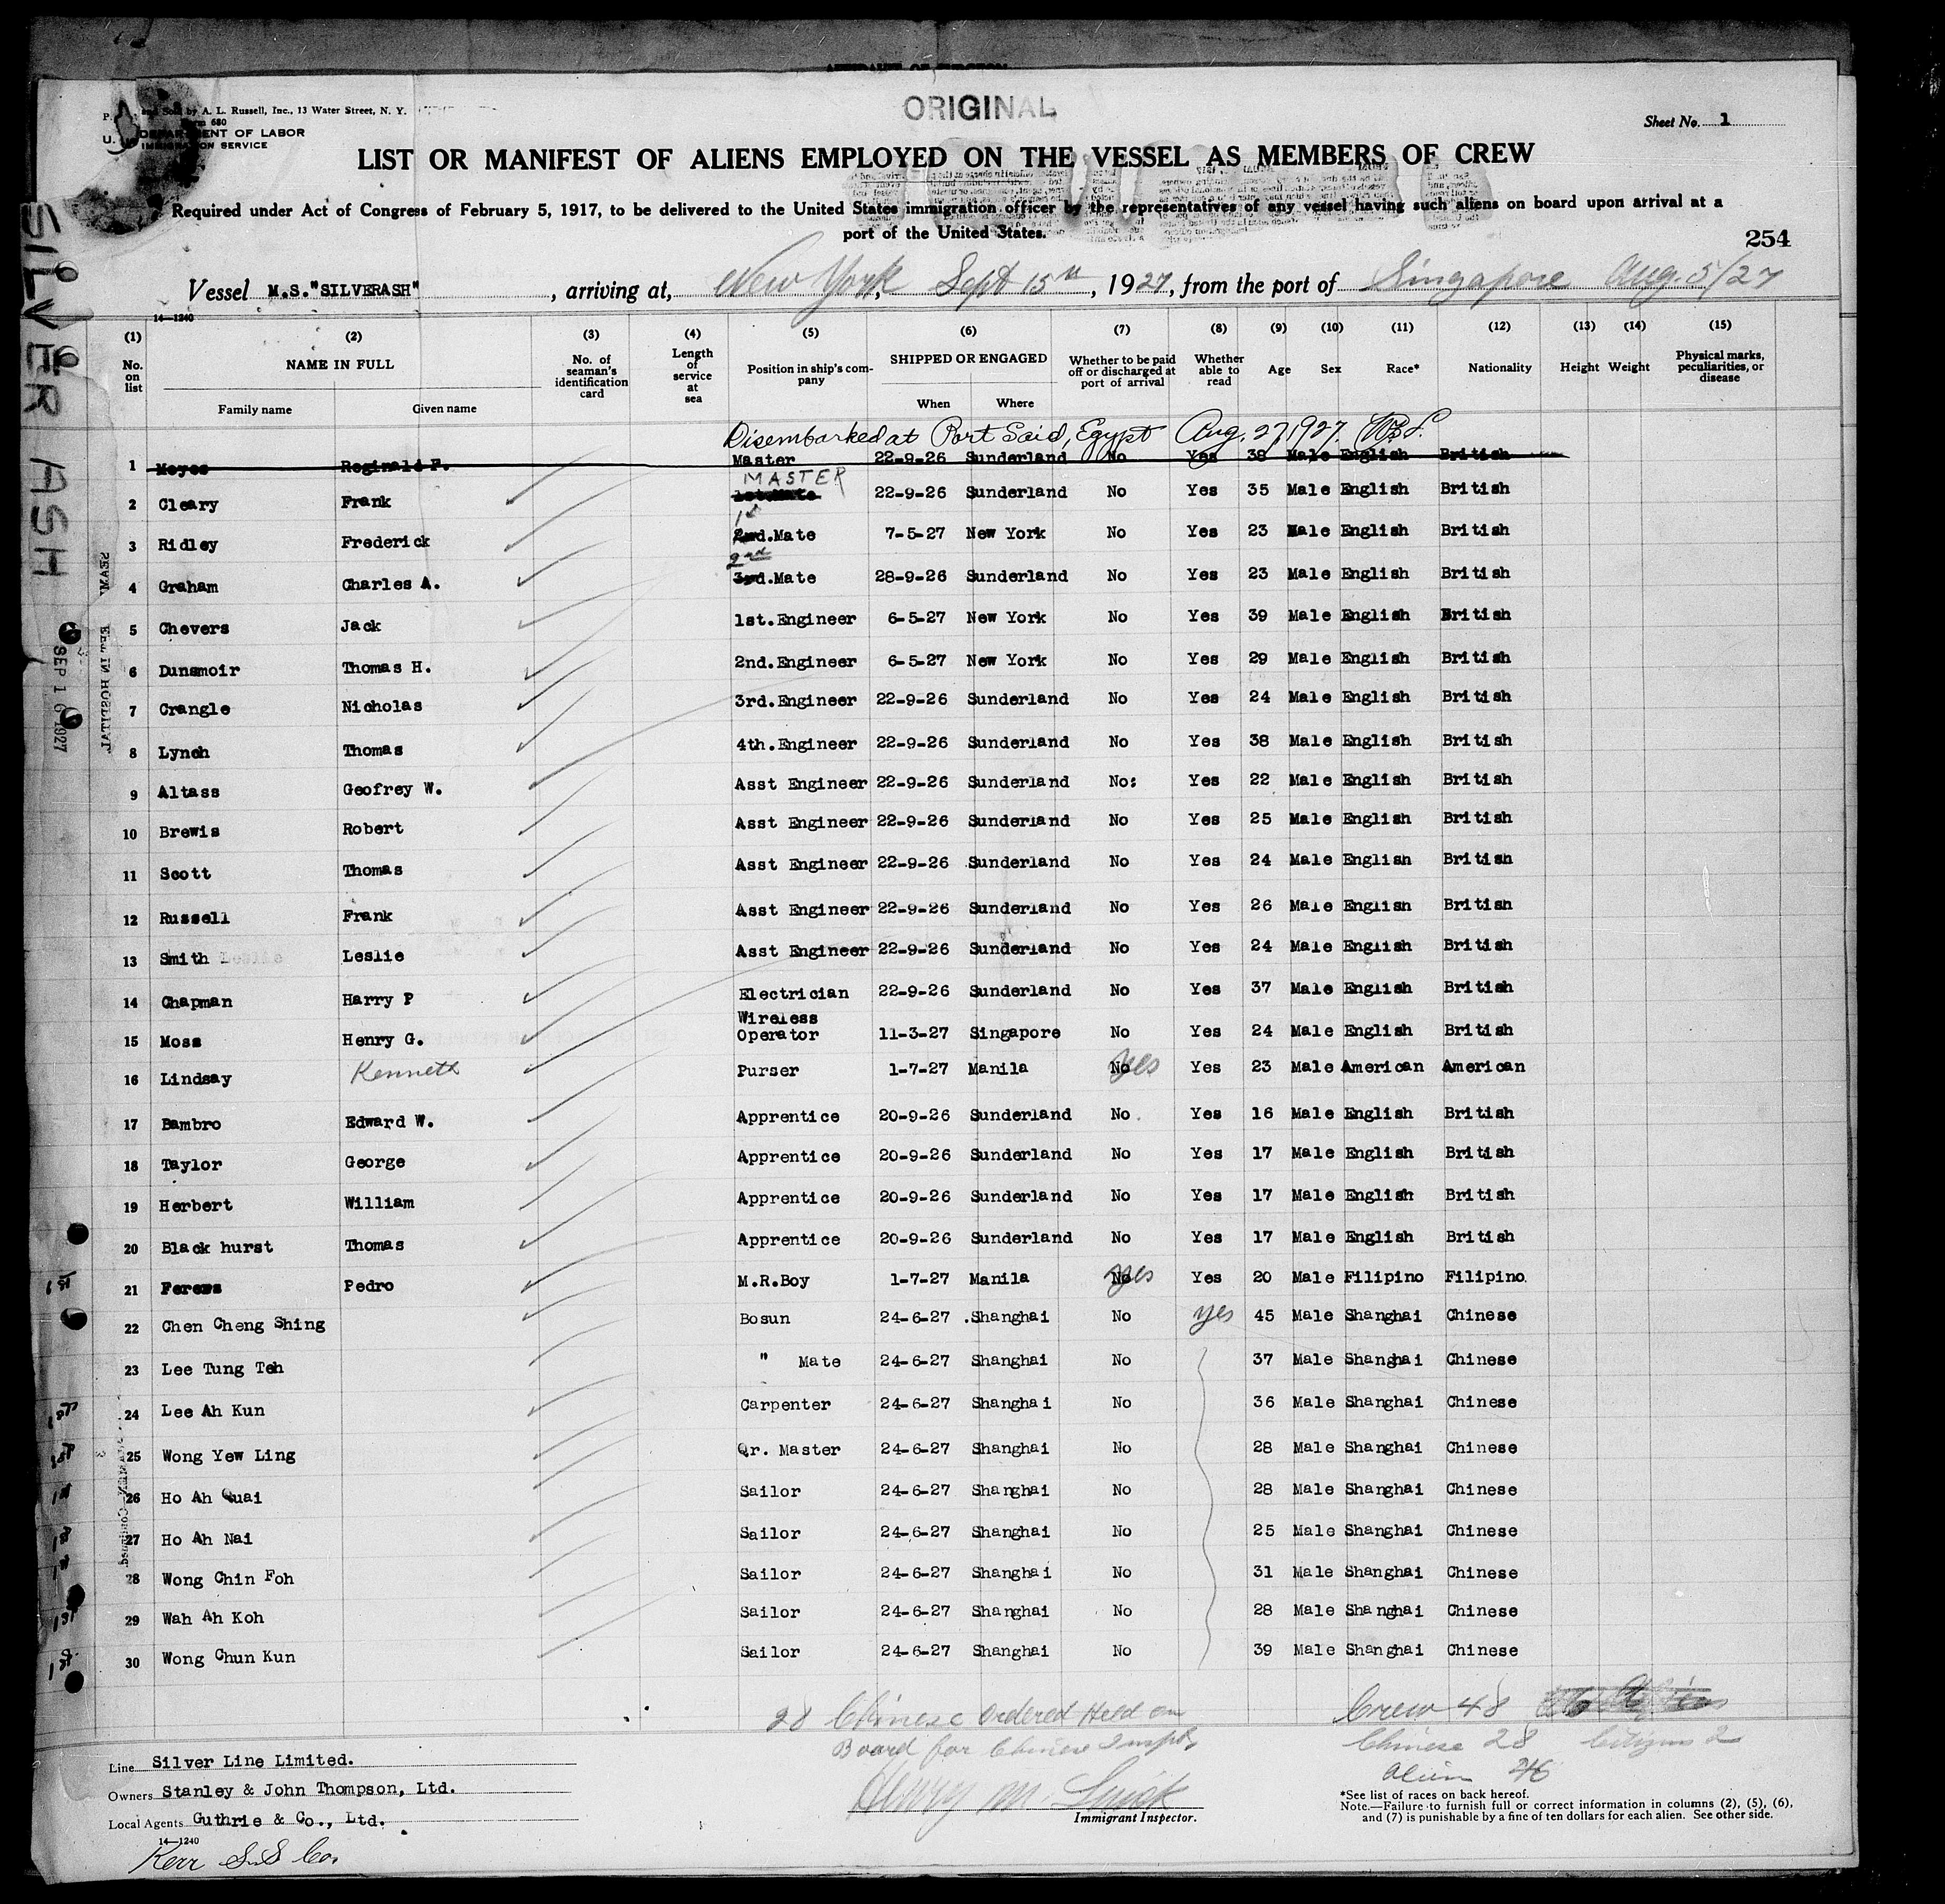 ORIGINAL
and Sold by A. L. Russell, Inc., 13 Water Street, N. Y.
680
U. DEPARTMENT OF LABOR
IMMIGRATION SERVICE
Sheet No. 1
LIST OR MANIFEST OF ALIENS EMPLOYED ON THE VESSEL AS MEMBERS OF CREW
Required under Act of Congress of February 5, 1917, to be delivered to the United States immigration officer by the representatives of any vessel having such aliens on board upon arrival at a
port of the United States.
254
SILVER ASH
Vessel M.S."SILVERASH", arriving at, New York, Sept 15th, 1927, from the port of Singapore Aug. 5/27
14—1240
(1) (2) (3) (4) (5) (6) (7) (8) (9) (10) (11) (12) (13) (14) (15)
No. on list NAME IN FULL Family name Given name No. of seaman's identification card Length of service at sea Position in ship's company SHIPPED OR ENGAGED When Where Whether to be paid off or discharged at port of arrival Whether able to read Age Sex Race* Nationality Height Weight Physical marks, peculiarities, or disease
Disembarked at Port Said, Egypt Aug. 27, 1927.
1 Reginald F. Master 22-9-26 Sunderland No Yes 38 Male English British
2 Cleary Frank 1st.Mate MASTER 22-9-26 Sunderland No Yes 35 Male English British
3 Ridley Frederick 2nd.Mate 1st 7-5-27 New York No Yes 23 Male English British
4 Graham Charles A. 3rd.Mate 2nd 28-9-26 Sunderland No Yes 23 Male English British
5 Chevers Jack 1st.Engineer 6-5-27 New York No Yes 39 Male English British
6 Dunsmoir Thomas H. 2nd.Engineer 6-5-27 New York No Yes 29 Male English British
7 Crangle Nicholas 3rd.Engineer 22-9-26 Sunderland No Yes 24 Male English British
8 Lynch Thomas 4th.Engineer 22-9-26 Sunderland No Yes 38 Male English British
9 Altass Geofrey W. Asst Engineer 22-9-26 Sunderland No: Yes 22 Male English British
10 Brewis Robert Asst Engineer 22-9-26 Sunderland No Yes 25 Male English British
11 Scott Thomas Asst Engineer 22-9-26 Sunderland No Yes 24 Male English British
12 Russell Frank Asst Engineer 22-9-26 Sunderland No Yes 26 Male English British
13 Smith Leslie Asst Engineer 22-9-26 Sunderland No Yes 24 Male English British
14 Chapman Harry P Electrician 22-9-26 Sunderland No Yes 37 Male English British
15 Moss Henry G. Wireless Operator 11-3-27 Singapore No Yes 24 Male English British
16 Lindsay Kenneth Purser 1-7-27 Manila No yes Yes 23 Male American American
17 Bambro Edward W. Apprentice 20-9-26 Sunderland No. Yes 16 Male English British
18 Taylor George Apprentice 20-9-26 Sunderland No Yes 17 Male English British
19 Herbert William Apprentice 20-9-26 Sunderland No Yes 17 Male English British
20 Black hurst Thomas Apprentice 20-9-26 Sunderland No Yes 17 Male English British
21 Pedro M.R.Boy 1-7-27 Manila No yes Yes 20 Male Filipino Filipino
22 Chen Cheng Shing Bosun 24-6-27 Shanghai No yes 45 Male Shanghai Chinese
23 Lee Tung Teh " Mate 24-6-27 Shanghai No 37 Male Shanghai Chinese
24 Lee Ah Kun Carpenter 24-6-27 Shanghai No 36 Male Shanghai Chinese
25 Wong Yew Ling Qr. Master 24-6-27 Shanghai No 28 Male Shanghai Chinese
26 Ho Ah Quai Sailor 24-6-27 Shanghai No 28 Male Shanghai Chinese
27 Ho Ah Nai Sailor 24-6-27 Shanghai No 25 Male Shanghai Chinese
28 Wong Chin Foh Sailor 24-6-27 Shanghai No 31 Male Shanghai Chinese
29 Wah Ah Koh Sailor 24-6-27 Shanghai No 28 Male Shanghai Chinese
30 Wong Chun Kun Sailor 24-6-27 Shanghai No 39 Male Shanghai Chinese
SEP 16 1927
28 Chinese Ordered Held on
Board for Chinese Inspt.
Crew 48
Chinese 28 Citizens 2
Alien 46
Line Silver Line Limited.
Owners Stanley & John Thompson, Ltd.
Local Agents Guthrie & Co., Ltd.
14—1240
Kerr S.S Co.
Henry M.
Immigrant Inspector.
*See list of races on back hereof.
Note.—Failure to furnish full or correct information in columns (2), (5), (6),
and (7) is punishable by a fine of ten dollars for each alien. See other side.